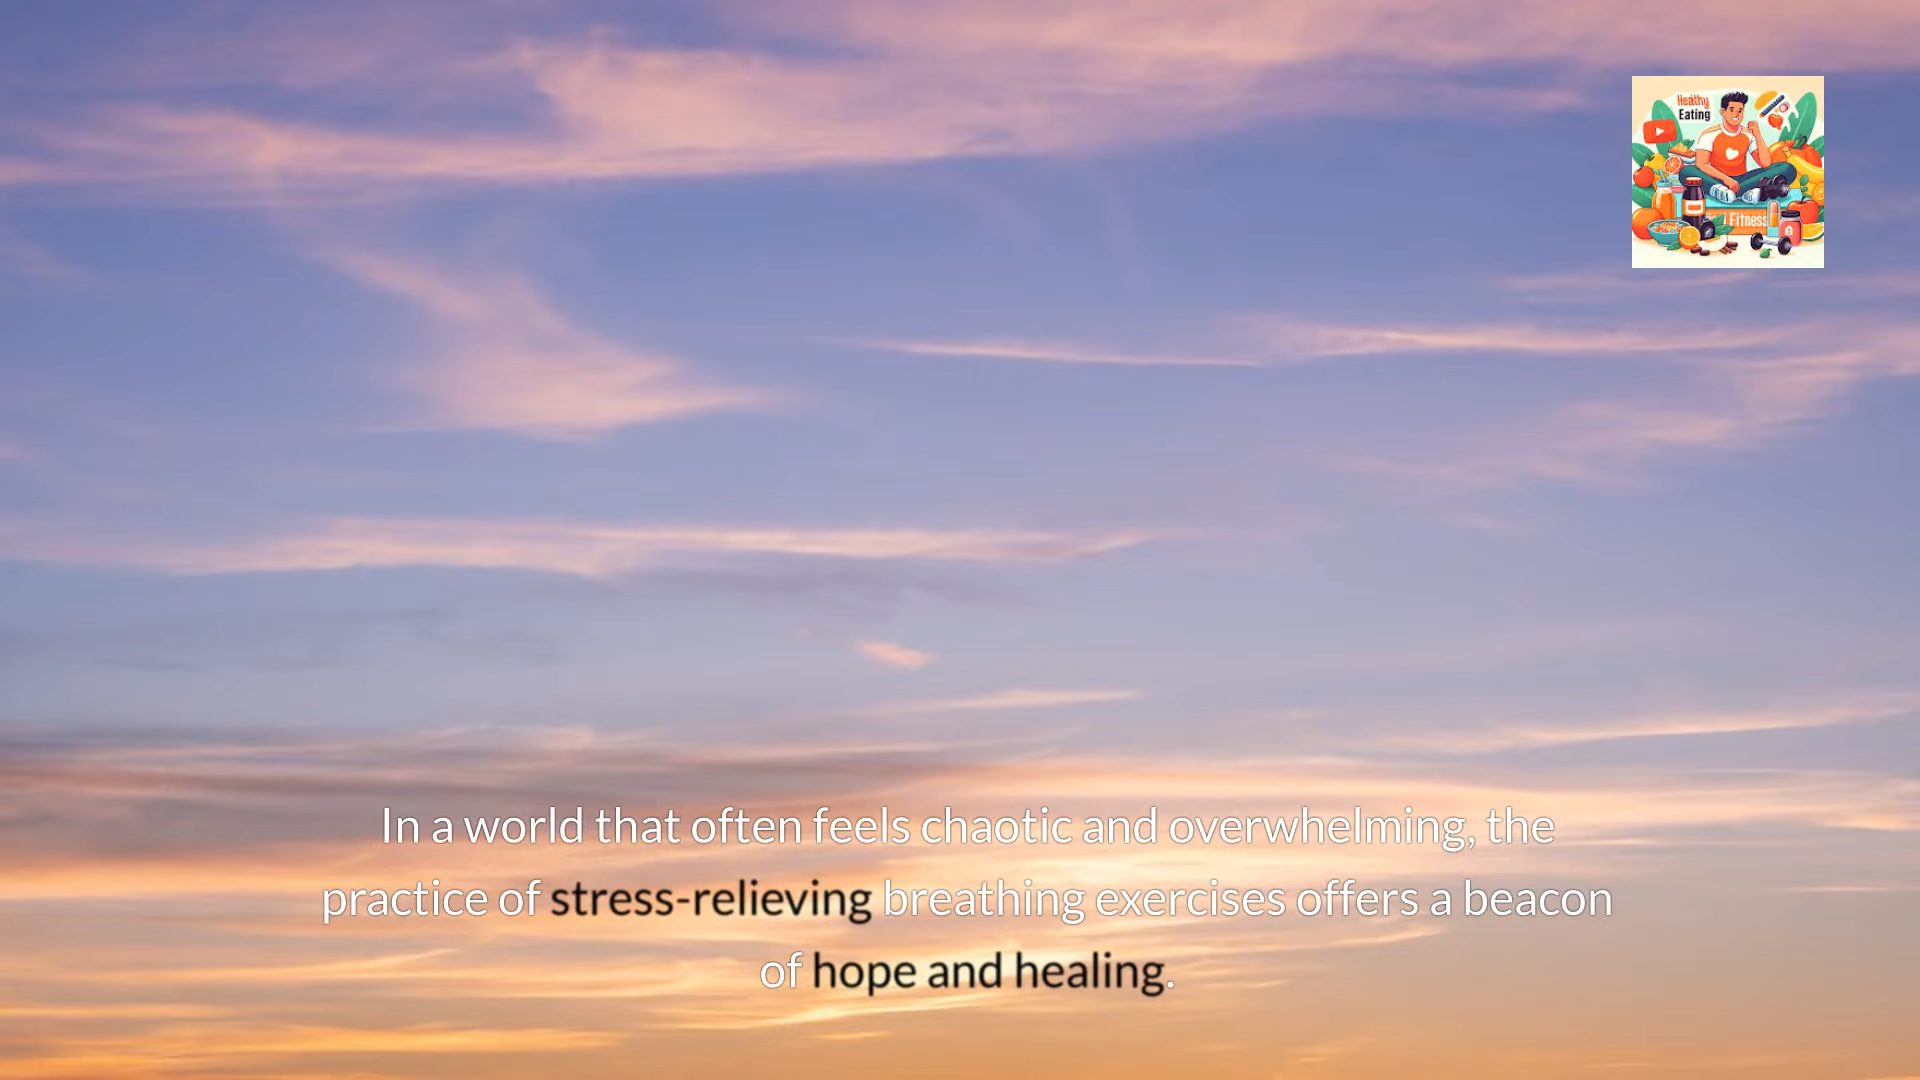 Heathy
Eating
Fitness
In a world that often feels chaotic and overwhelming, the
practice of stress-relieving breathing exercises offers a beacon
of hope and healing.